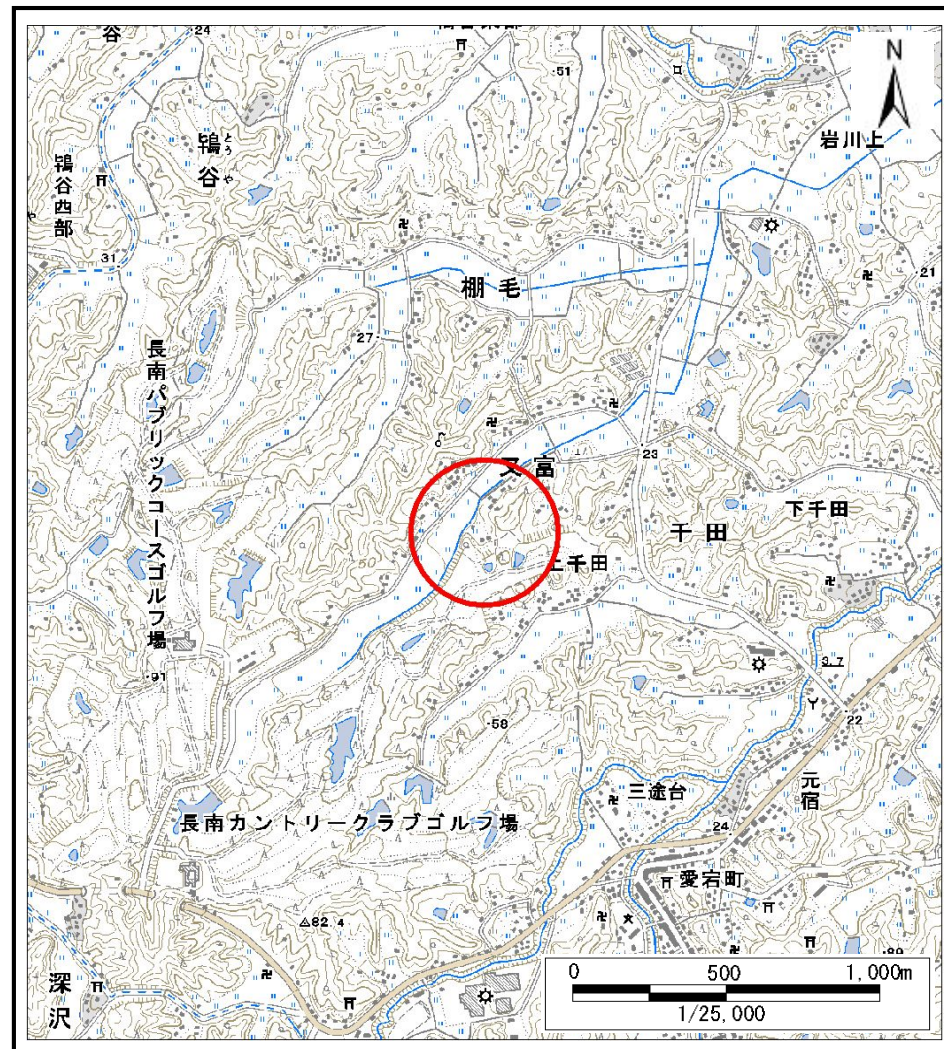 谷
24
51
N
岩川上
とう
鴇谷
や
鴇谷西部
31
21
棚毛
27
長南パブリックコースゴルフ場
又富
23
下千田
千田
上千田
91
3.7
58
22
三途台
元宿
長南カントリークラブゴルフ場
24
愛宕町
82.4
深沢
0 500 1,000m
1/25,000